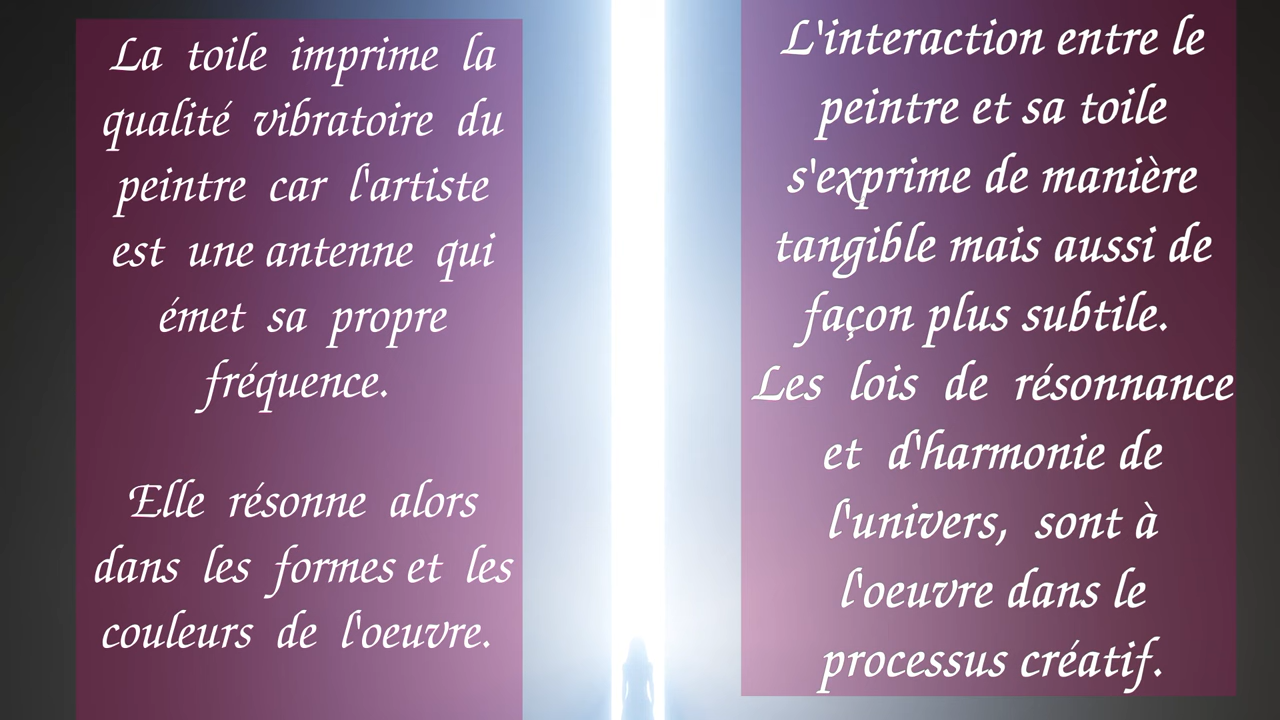 La toile imprime la
qualité vibratoire du
peintre car l'artiste
est une antenne qui
émet sa propre
fréquence.
Elle résonne alors
dans les formes et les
couleurs de l'oeuvre.
L'interaction entre le
peintre et sa toile
s'exprime de manière
tangible mais aussi de
façon plus subtile.
Les lois de résonnance
et d'harmonie de
l'univers, sont à
l'oeuvre dans le
processus créatif.